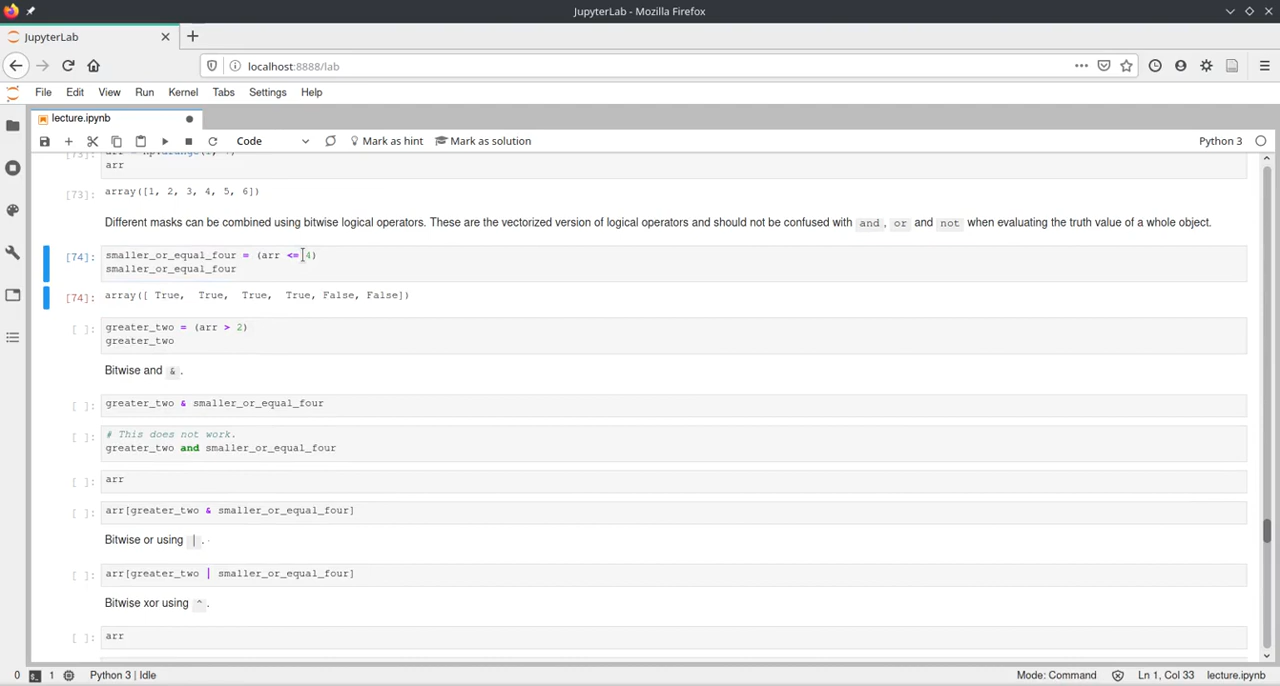 JupyterLab - Mozilla Firefox
JupyterLab
localhost:8888/lab
File Edit View Run Kernel Tabs Settings Help
lecture.ipynb
Code Mark as hint Mark as solution Python 3
[73]:
arr
[73]: array([1, 2, 3, 4, 5, 6])
Different masks can be combined using bitwise logical operators. These are the vectorized version of logical operators and should not be confused with and, or and not when evaluating the truth value of a whole object.
[74]: smaller_or_equal_four = (arr <= 4)
smaller_or_equal_four
[74]: array([ True,  True,  True,  True, False, False])
[ ]: greater_two = (arr > 2)
greater_two
Bitwise and &.
[ ]: greater_two & smaller_or_equal_four
[ ]: # This does not work.
greater_two and smaller_or_equal_four
[ ]: arr
[ ]: arr[greater_two & smaller_or_equal_four]
Bitwise or using |.
[ ]: arr[greater_two | smaller_or_equal_four]
Bitwise xor using ^.
[ ]: arr
0 1 Python 3 | Idle Mode: Command Ln 1, Col 33 lecture.ipynb